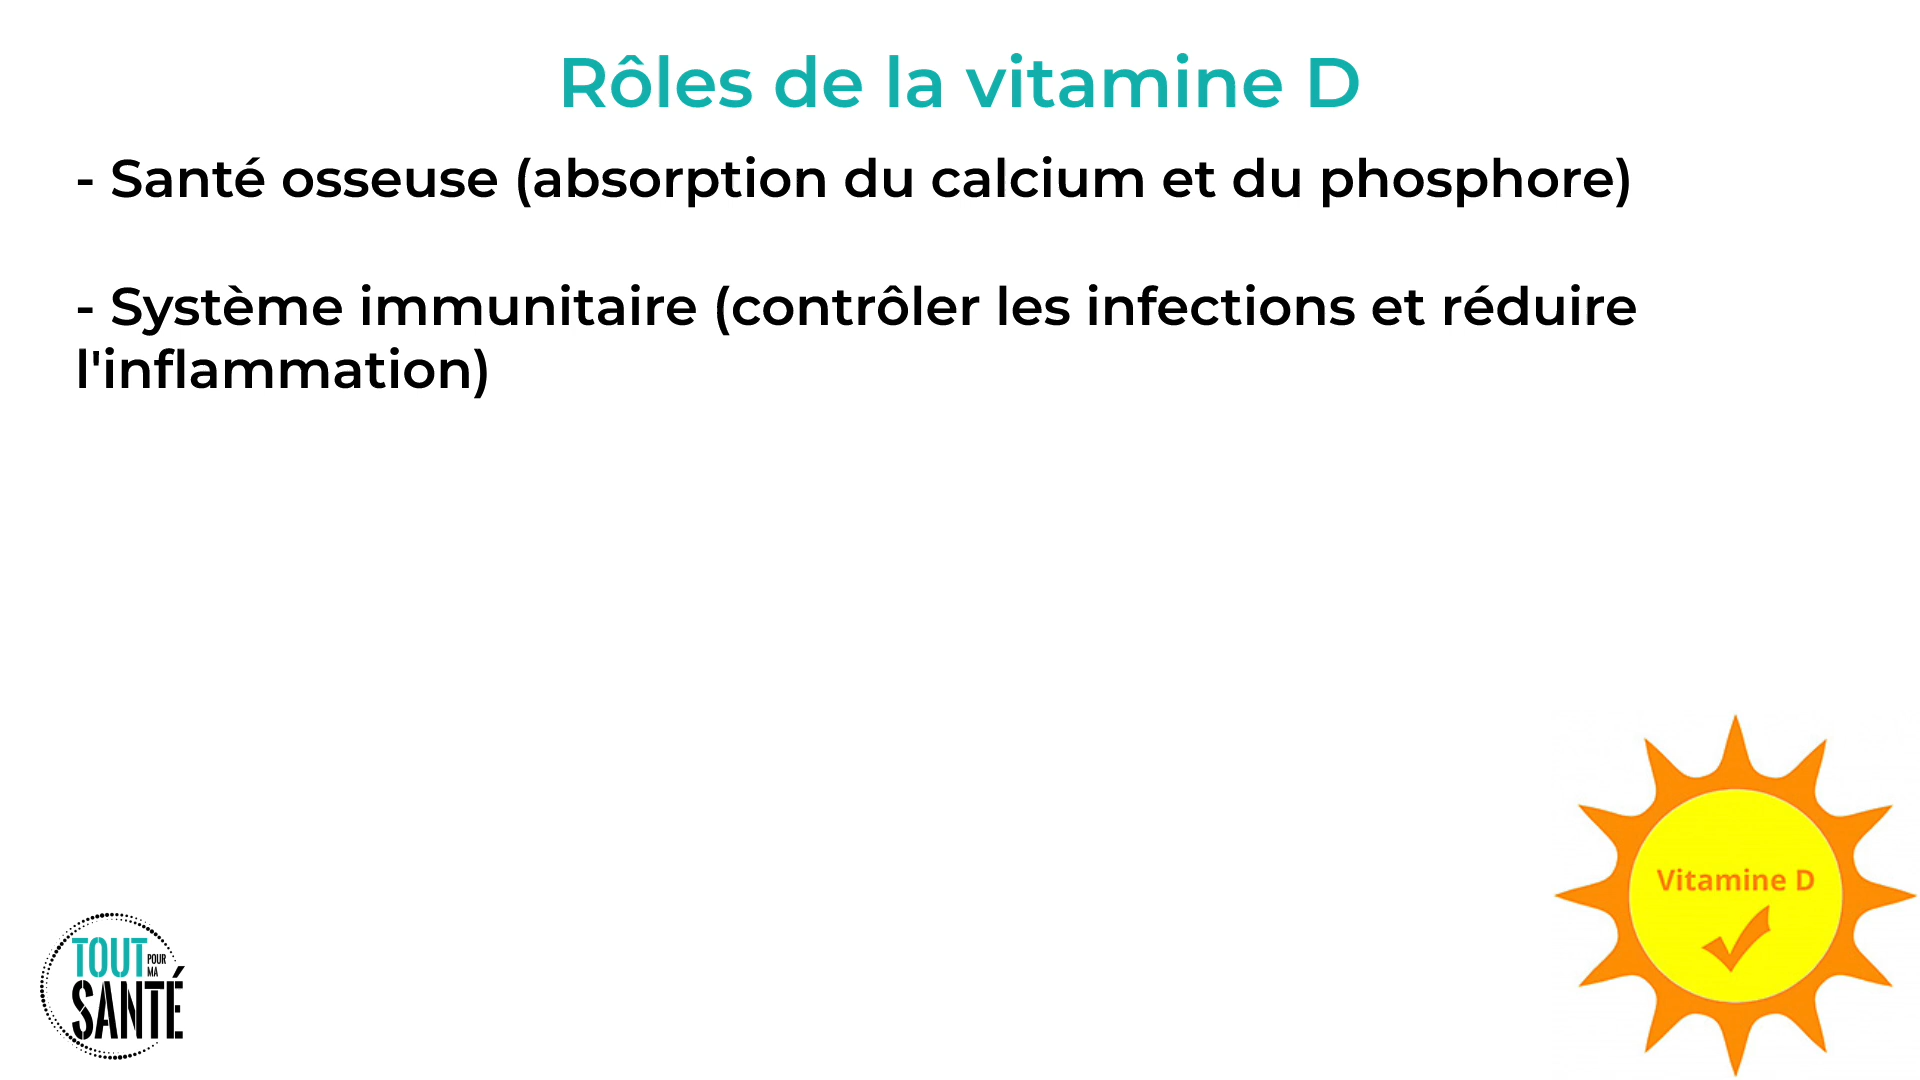 Rôles de la vitamine D
- Santé osseuse (absorption du calcium et du phosphore)
- Système immunitaire (contrôler les infections et réduire
l'inflammation)
Vitamine D
TOUT POUR
MA
SANTÉ